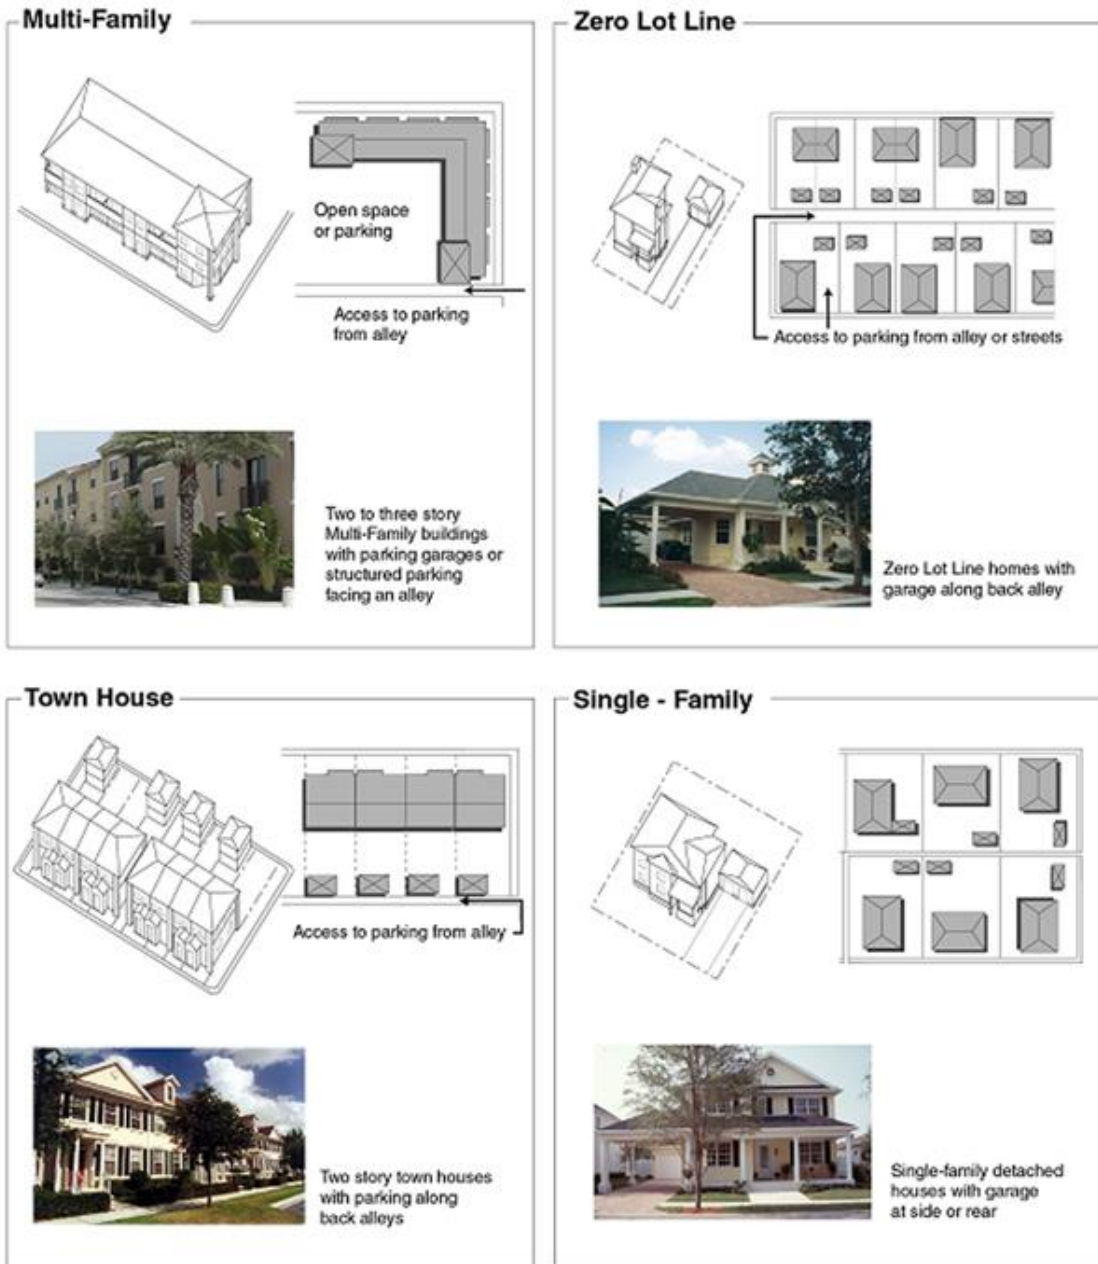 Multi-Family
Open space
or parking
Access to parking
from alley
Two to three story
Multi-Family buildings
with parking garages or
structured parking
facing an alley
Zero Lot Line
Access to parking from alley or streets
Zero Lot Line homes with
garage along back alley
Town House
Access to parking from alley
Two story town houses
with parking along
back alleys
Single - Family
Single-family detached
houses with garage
at side or rear